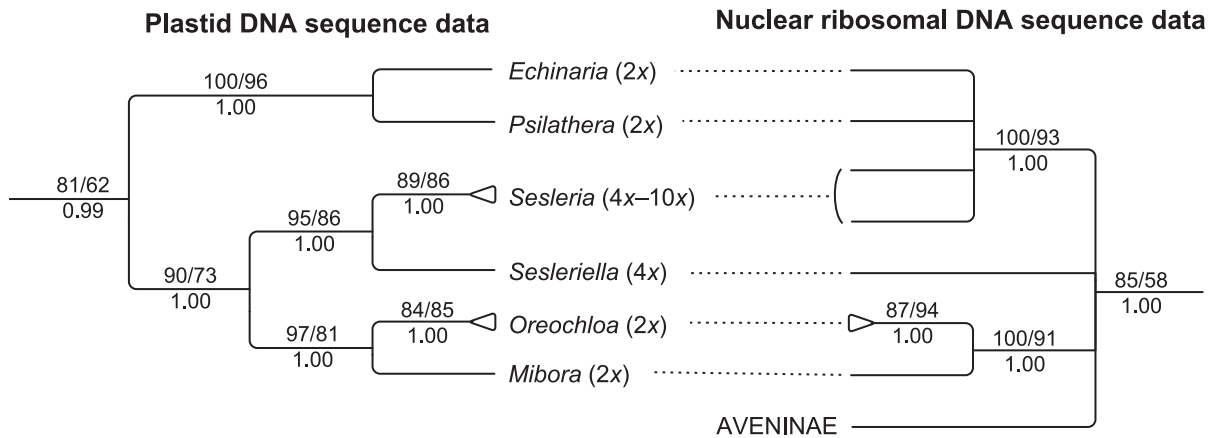 Plastid DNA sequence data
Nuclear ribosomal DNA sequence data
Echinaria (2x)
100/96
1.00
Psilathera (2x)
100/93
1.00
81/62
0.99
89/86
1.00
Sesleria (4x–10x)
95/86
1.00
Sesleriella (4x)
90/73
1.00
85/58
1.00
84/85
1.00
Oreochloa (2x)
87/94
1.00
97/81
1.00
100/91
1.00
Mibora (2x)
AVENINAE